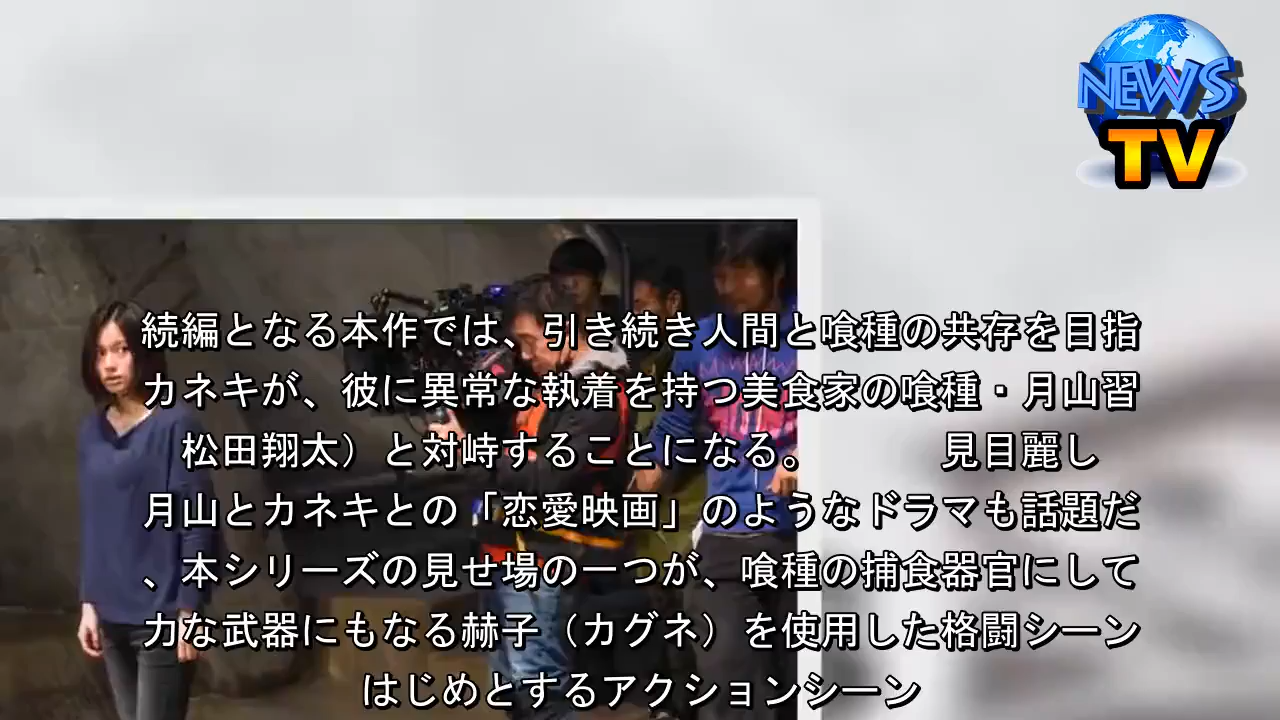 NEWS
TV
続編となる本作では、引き続き人間と喰種の共存を目指
カネキが、彼に異常な執着を持つ美食家の喰種・月山習
松田翔太）と対峙することになる。　　　見目麗し
月山とカネキとの「恋愛映画」のようなドラマも話題だ
、本シリーズの見せ場の一つが、喰種の捕食器官にして
力な武器にもなる赫子（カグネ）を使用した格闘シーン
はじめとするアクションシーン